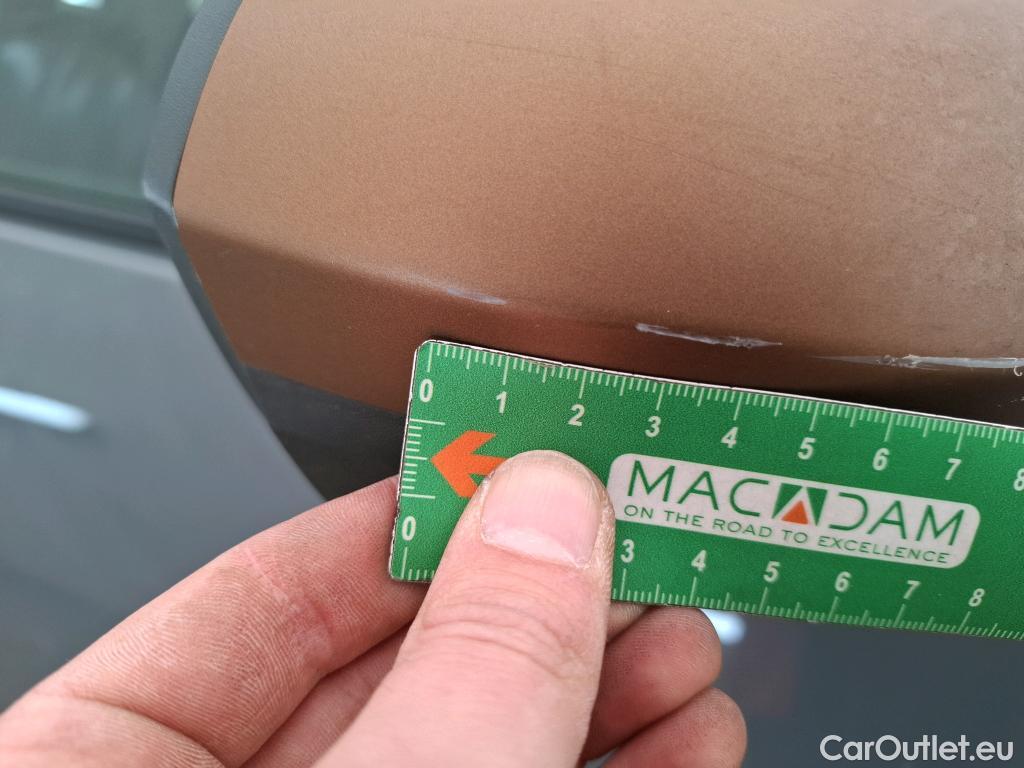 0 1 2 3 4 5 6 7 8
MACADAM
ON THE ROAD TO EXCELLENCE
0 3 4 5 6 7 8
CarOutlet.eu